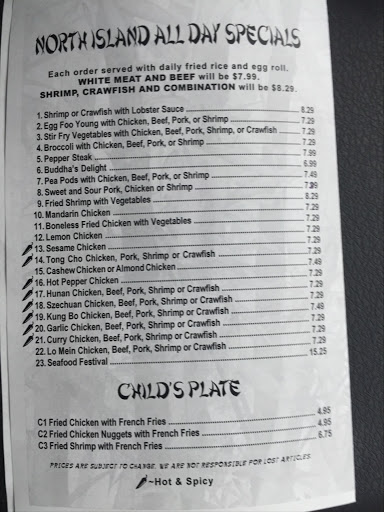 NORTH ISLAND ALL DAY SPECIALS
Each order served with daily fried rice and egg roll.
WHITE MEAT AND BEEF will be $7.99.
SHRIMP, CRAWFISH AND COMBINATION will be $8.29.
1. Shrimp or Crawfish with Lobster Sauce 8.29
2. Egg Foo Young with Chicken, Beef, Pork, or Shrimp 7.29
3. Stir Fry Vegetables with Chicken, Beef, Pork, Shrimp, or Crawfish 7.29
4. Broccoli with Chicken, Beef, Pork, or Shrimp 7.29
5. Pepper Steak 7.99
6. Buddha's Delight 6.99
7. Pea Pods with Chicken, Beef, Pork, or Shrimp 7.49
8. Sweet and Sour Pork, Chicken or Shrimp 7.29
9. Fried Shrimp with Vegetables 8.29
10. Mandarin Chicken 7.29
11. Boneless Fried Chicken with Vegetables 7.29
12. Lemon Chicken 7.29
13. Sesame Chicken 7.29
14. Tong Cho Chicken, Pork, Shrimp or Crawfish 7.29
15. Cashew Chicken or Almond Chicken 7.49
16. Hot Pepper Chicken 7.29
17. Hunan Chicken, Beef, Pork, Shrimp or Crawfish 7.29
18. Szechuan Chicken, Beef, Pork, Shrimp or Crawfish 7.29
19. Kung Bo Chicken, Beef, Pork, Shrimp or Crawfish 7.49
20. Garlic Chicken, Beef, Pork, Shrimp or Crawfish 7.29
21. Curry Chicken, Beef, Pork, Shrimp or Crawfish 7.29
22. Lo Mein Chicken, Beef, Pork, Shrimp or Crawfish 7.29
23. Seafood Festival 15.25
CHILD'S PLATE
C1 Fried Chicken with French Fries 4.95
C2 Fried Chicken Nuggets with French Fries 4.95
C3 Fried Shrimp with French Fries 6.75
PRICES ARE SUBJECT TO CHANGE. WE ARE NOT RESPONSIBLE FOR LOST ARTICLES
~Hot & Spicy